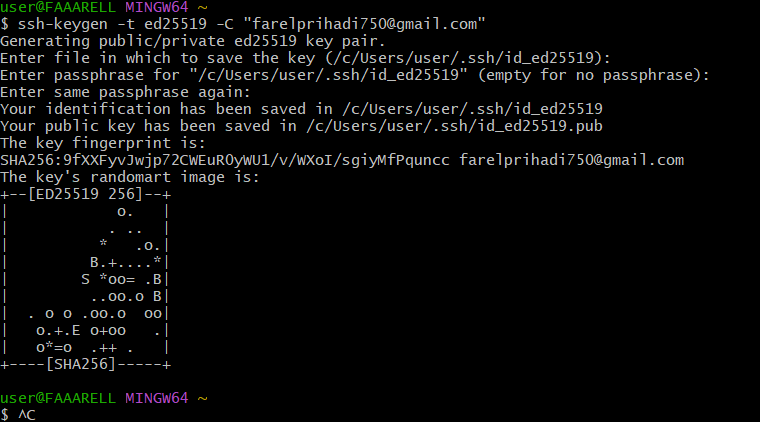 user@FAAARELL MINGW64 ~
$ ssh-keygen -t ed25519 -C "farelprihadi750@gmail.com"
Generating public/private ed25519 key pair.
Enter file in which to save the key (/c/Users/user/.ssh/id_ed25519):
Enter passphrase for "/c/Users/user/.ssh/id_ed25519" (empty for no passphrase):
Enter same passphrase again:
Your identification has been saved in /c/Users/user/.ssh/id_ed25519
Your public key has been saved in /c/Users/user/.ssh/id_ed25519.pub
The key fingerprint is:
SHA256:9fXXFyvJwjp72CWEuROyWU1/v/WXoI/sgiyMfPquncc farelprihadi750@gmail.com
The key's randomart image is:
+--[ED25519 256]--+
|            o.   |
|           . ..  |
|          *   .o.|
|         B.+....*|
|        S *oo= .B|
|         ..oo.o B|
|  . o o .oo.o  oo|
|   o.+.E o+oo   .|
|   o*=o  .++ .   |
+----[SHA256]-----+
user@FAAARELL MINGW64 ~
$ ^C